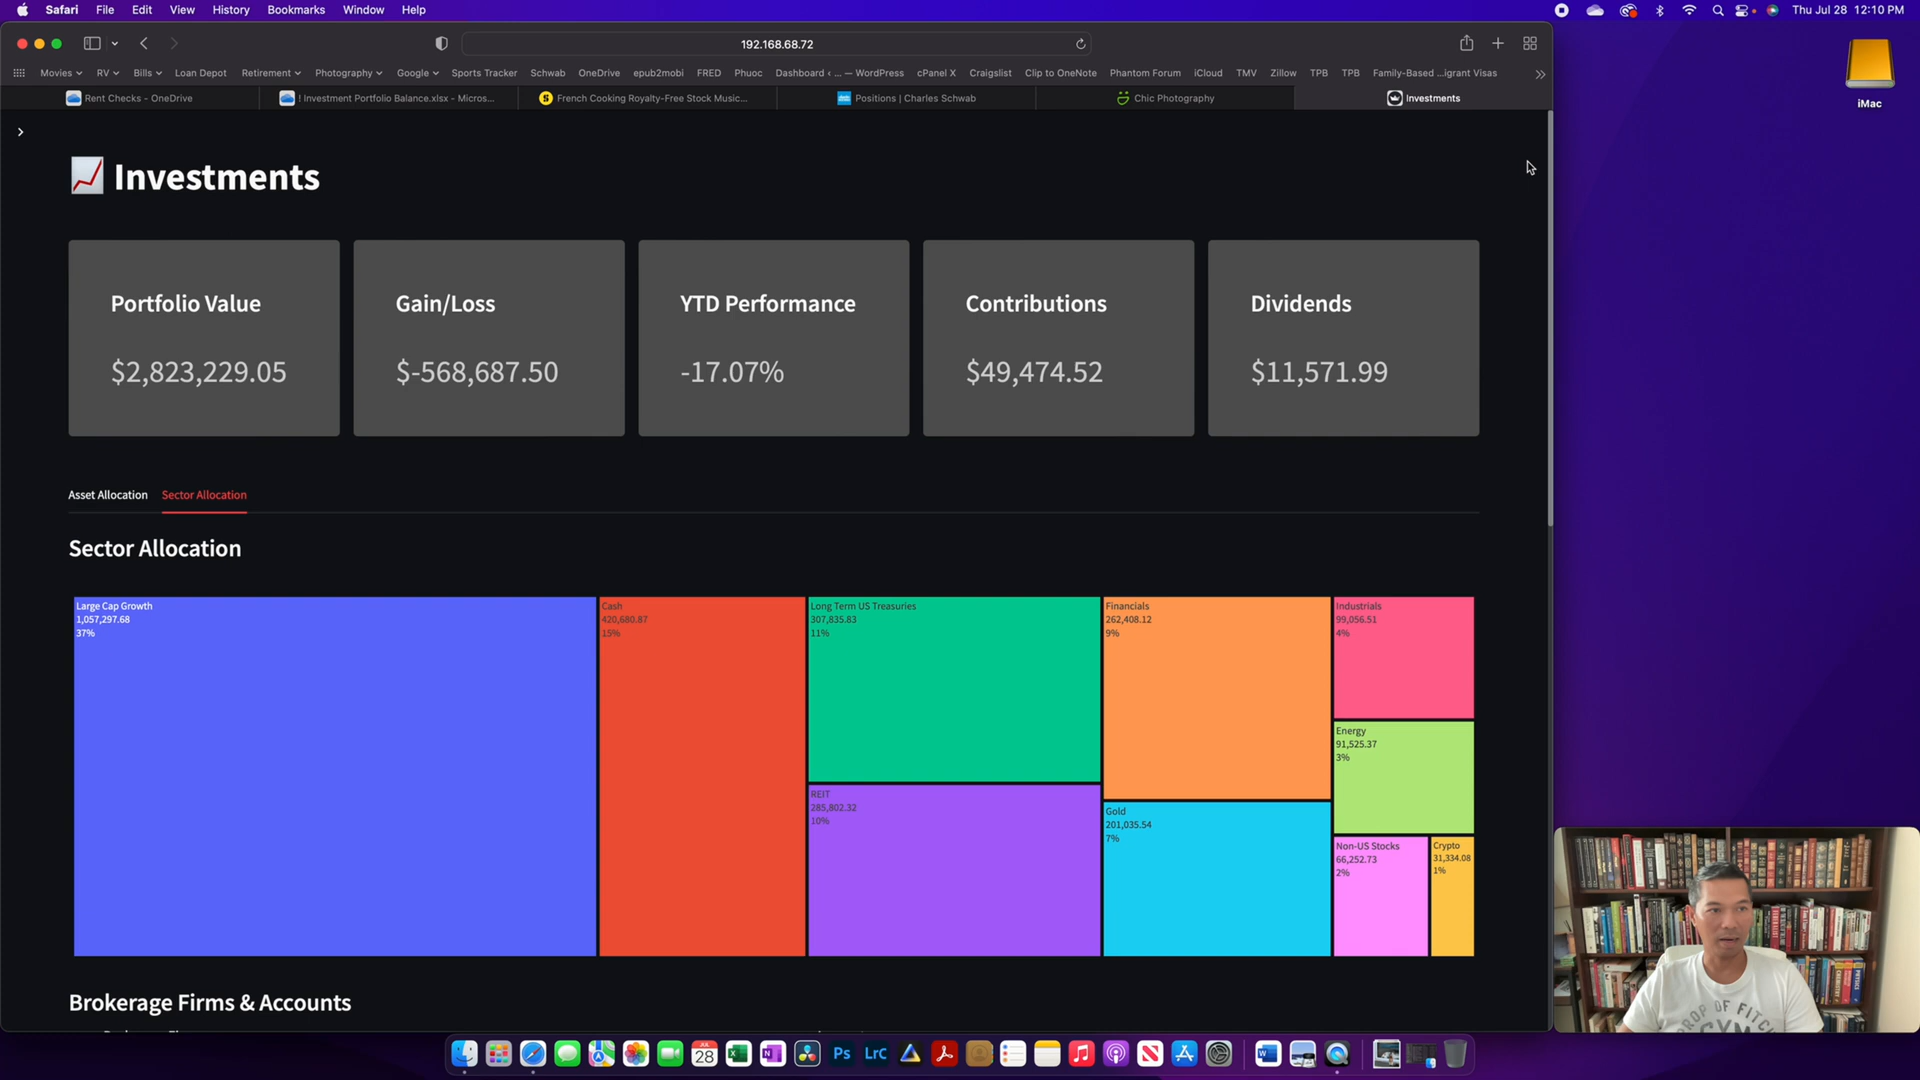 Safari File Edit View History Bookmarks Window Help
Thu Jul 28 12:10 PM
192.168.68.72
Movies RV Bills Loan Depot Retirement Photography Google Sports Tracker Schwab OneDrive epub2mobi FRED Phuoc Dashboard ‹ ... — WordPress cPanel X Craigslist Clip to OneNote Phantom Forum iCloud TMV Zillow TPB TPB Family-Based ...igrant Visas
Rent Checks - OneDrive
! Investment Portfolio Balance.xlsx - Micros...
French Cooking Royalty-Free Stock Music...
Positions | Charles Schwab
Chic Photography
Investments
iMac
Investments
Portfolio Value
$2,823,229.05
Gain/Loss
$-568,687.50
YTD Performance
-17.07%
Contributions
$49,474.52
Dividends
$11,571.99
Asset Allocation Sector Allocation
Sector Allocation
Large Cap Growth
1,057,297.68
37%
Cash
420,680.87
15%
Long Term US Treasuries
307,835.83
11%
REIT
285,802.32
10%
Financials
262,408.12
9%
Gold
201,035.54
7%
Industrials
99,056.51
4%
Energy
91,525.37
3%
Non-US Stocks
66,252.73
2%
Crypto
31,334.08
1%
Brokerage Firms & Accounts
JUL
28
Ps
LrC